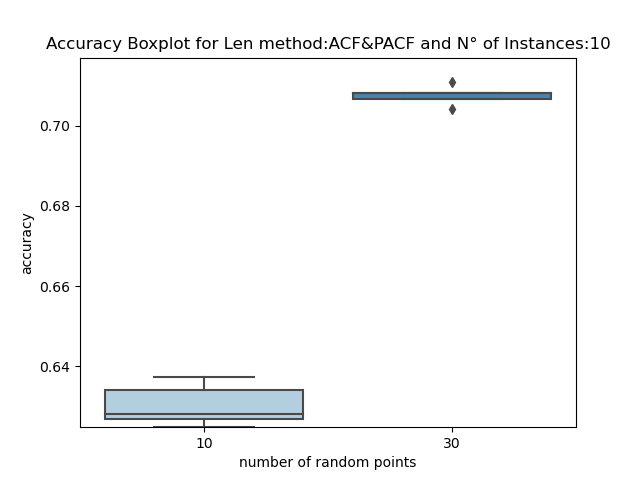 Accuracy Boxplot for Len method:ACF&PACF and N° of Instances:10
0.70
0.68
0.66
0.64
accuracy
10 30
number of random points